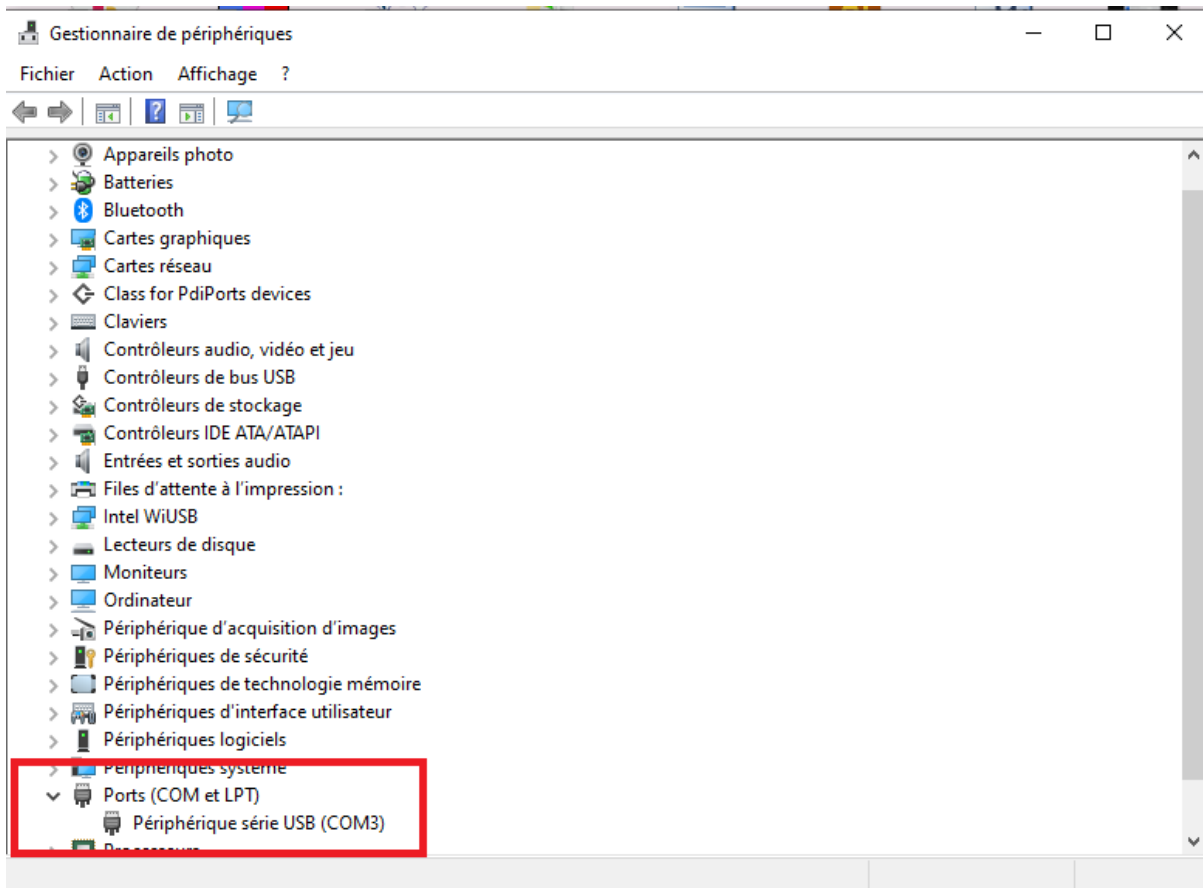 Gestionnaire de périphériques
Fichier Action Affichage ?
Appareils photo
Batteries
Bluetooth
Cartes graphiques
Cartes réseau
Class for PdiPorts devices
Claviers
Contrôleurs audio, vidéo et jeu
Contrôleurs de bus USB
Contrôleurs de stockage
Contrôleurs IDE ATA/ATAPI
Entrées et sorties audio
Files d'attente à l'impression :
Intel WiUSB
Lecteurs de disque
Moniteurs
Ordinateur
Périphérique d'acquisition d'images
Périphériques de sécurité
Périphériques de technologie mémoire
Périphériques d'interface utilisateur
Périphériques logiciels
Périphériques système
Ports (COM et LPT)
Périphérique série USB (COM3)